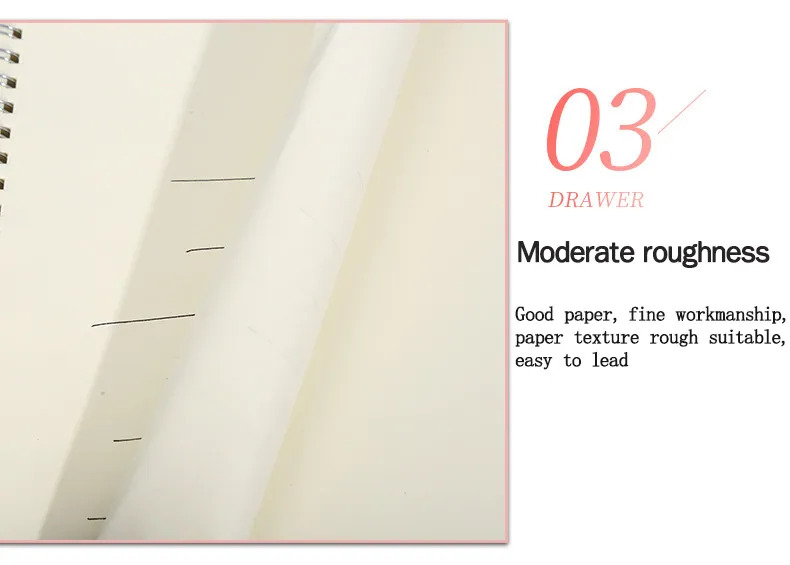 03
DRAWER
Moderate roughness
Good paper, fine workmanship,
paper texture rough suitable,
easy to lead